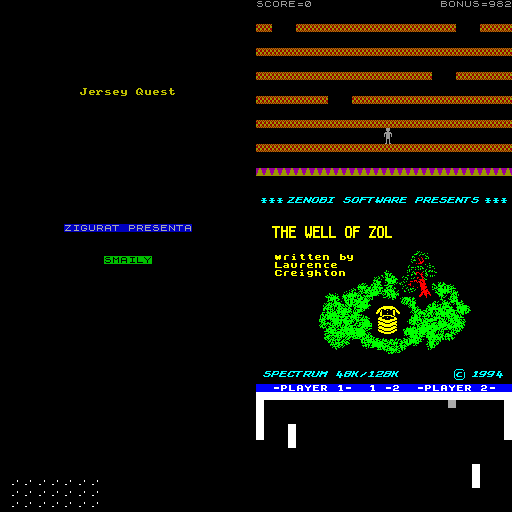 SCORE=0 BONUS=982
Jersey Quest
*** ZENOBI SOFTWARE PRESENTS ***
ZIGURAT PRESENTA
SMAILY
THE WELL OF ZOL
written by
Laurence
Creighton
SPECTRUM 48K/128K © 1994
-PLAYER 1- 1 -2 -PLAYER 2-